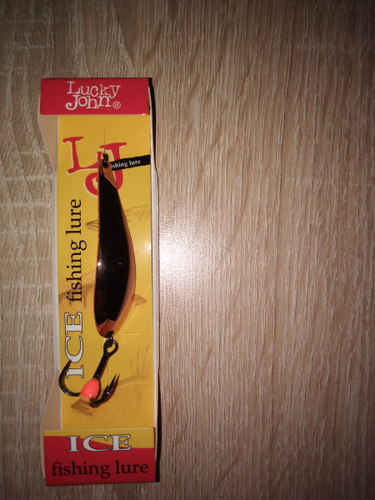 Lucky
John®
LJ
fishing lure
ICE fishing lure
ICE
fishing lure